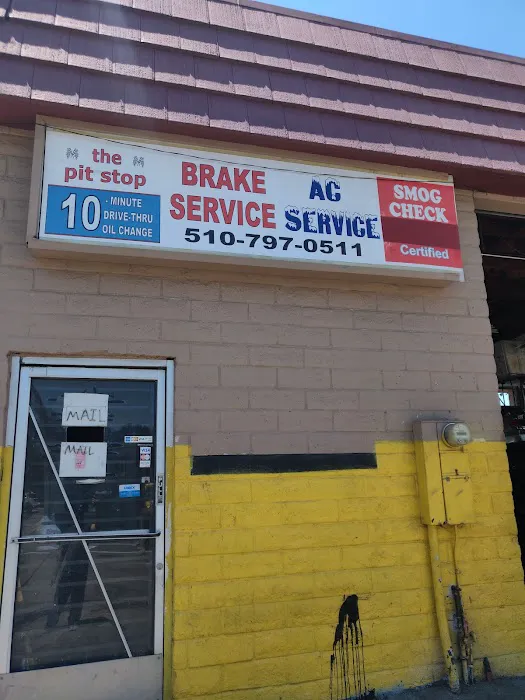 the
pit stop
10 - MINUTE
DRIVE-THRU
OIL CHANGE
BRAKE
SERVICE
AC
SERVICE
510-797-0511
SMOG
CHECK
Certified
MAIL
MAIL
VISA